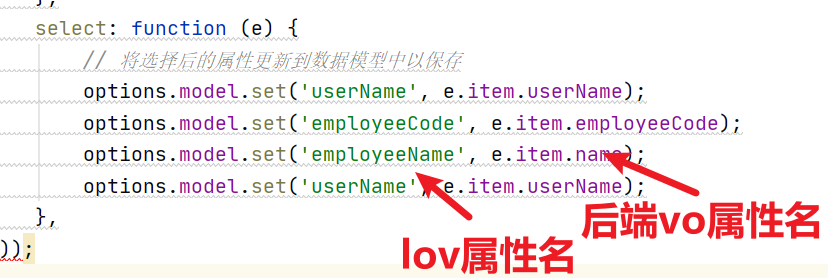 },
select: function (e) {
// 将选择后的属性更新到数据模型中以保存
options.model.set('userName', e.item.userName);
options.model.set('employeeCode', e.item.employeeCode);
options.model.set('employeeName', e.item.name);
options.model.set('userName', e.item.userName);
},
));
后端vo属性名
lov属性名